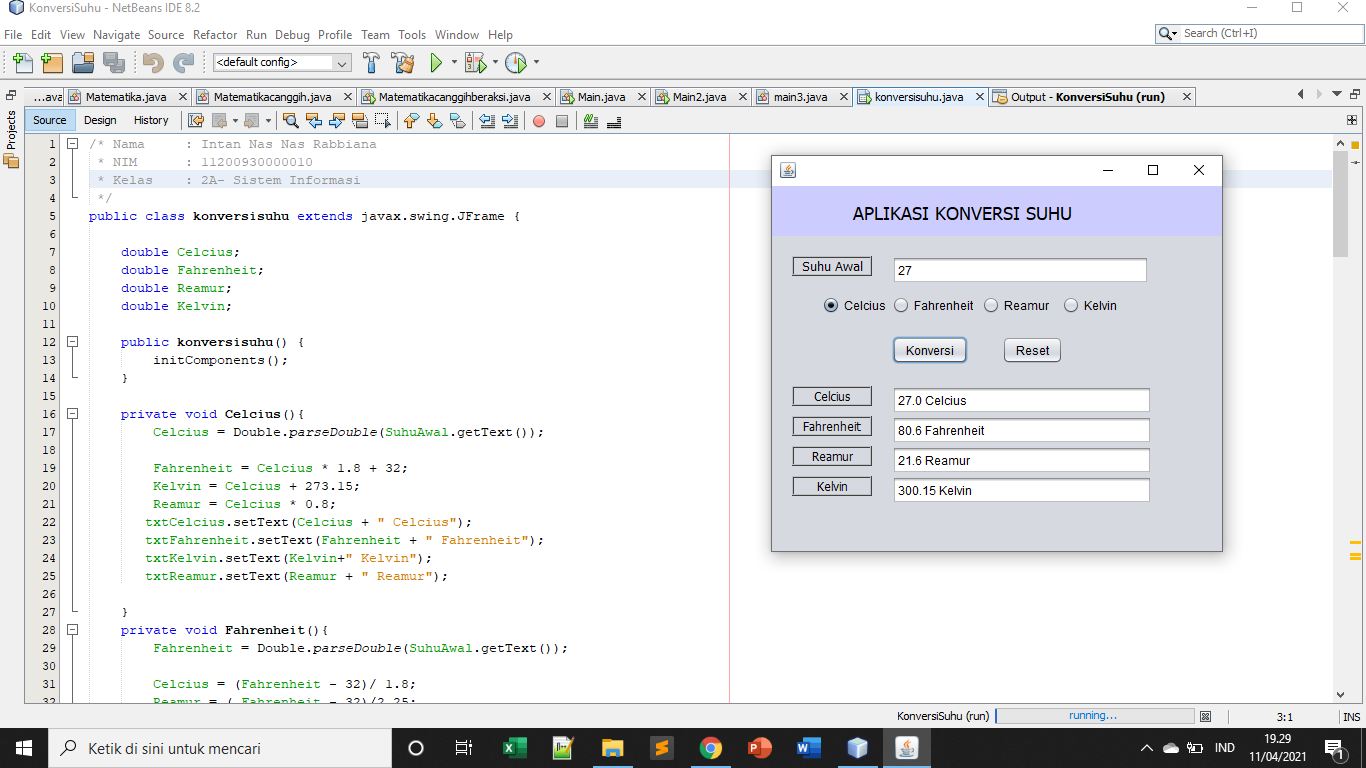 KonversiSuhu - NetBeans IDE 8.2
File Edit View Navigate Source Refactor Run Debug Profile Team Tools Window Help
Search (Ctrl+I)
<default config>
...ava Matematika.java Matematikacanggih.java Matematikacanggihberaksi.java Main.java Main2.java main3.java konversisuhu.java Output - KonversiSuhu (run)
Projects
Source Design History
1 /* Nama : Intan Nas Nas Rabbiana
2 * NIM : 11200930000010
3 * Kelas : 2A- Sistem Informasi
4 */
5 public class konversisuhu extends javax.swing.JFrame {
6
7 double Celcius;
8 double Fahrenheit;
9 double Reamur;
10 double Kelvin;
11
12 public konversisuhu() {
13 initComponents();
14 }
15
16 private void Celcius(){
17 Celcius = Double.parseDouble(SuhuAwal.getText());
18
19 Fahrenheit = Celcius * 1.8 + 32;
20 Kelvin = Celcius + 273.15;
21 Reamur = Celcius * 0.8;
22 txtCelcius.setText(Celcius + " Celcius");
23 txtFahrenheit.setText(Fahrenheit + " Fahrenheit");
24 txtKelvin.setText(Kelvin+" Kelvin");
25 txtReamur.setText(Reamur + " Reamur");
26
27 }
28 private void Fahrenheit(){
29 Fahrenheit = Double.parseDouble(SuhuAwal.getText());
30
31 Celcius = (Fahrenheit - 32)/ 1.8;
32 Reamur = ( Fahrenheit - 32)/2.25;
APLIKASI KONVERSI SUHU
Suhu Awal 27
Celcius Fahrenheit Reamur Kelvin
Konversi Reset
Celcius 27.0 Celcius
Fahrenheit 80.6 Fahrenheit
Reamur 21.6 Reamur
Kelvin 300.15 Kelvin
KonversiSuhu (run) running... 3:1 INS
Ketik di sini untuk mencari
IND
19.29
11/04/2021
1